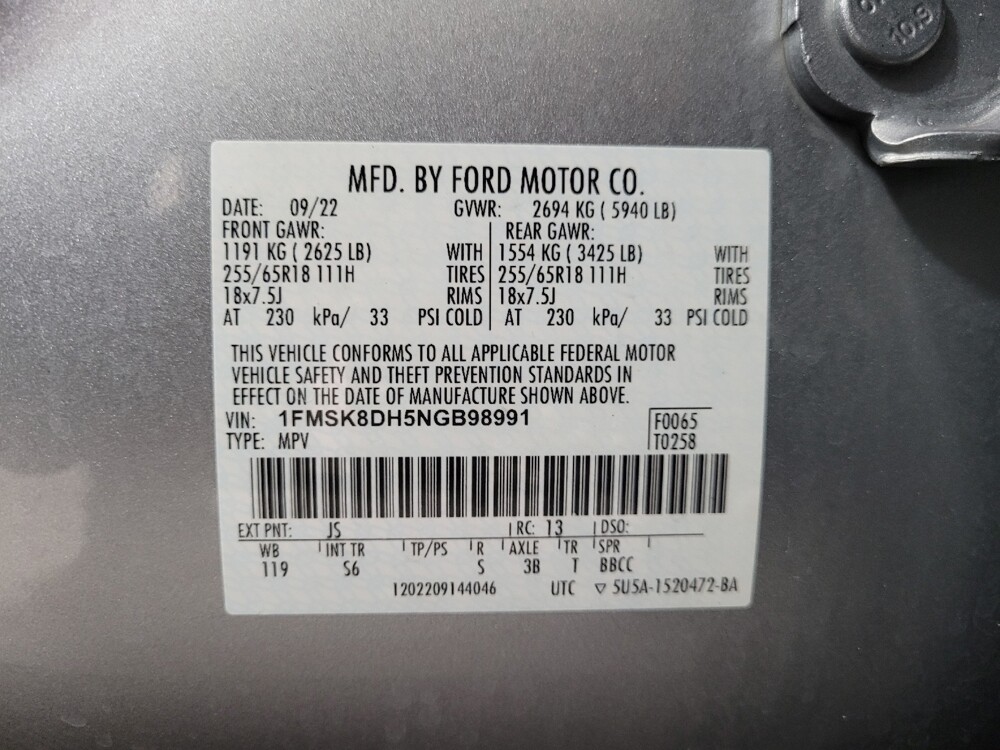 10.9
MFD. BY FORD MOTOR CO.
DATE: 09/22 GVWR: 2694 KG ( 5940 LB)
FRONT GAWR: REAR GAWR:
1191 KG ( 2625 LB) WITH 1554 KG ( 3425 LB) WITH
255/65R18 111H TIRES 255/65R18 111H TIRES
18x7.5J RIMS 18x7.5J RIMS
AT 230 kPa/ 33 PSI COLD AT 230 kPa/ 33 PSI COLD
THIS VEHICLE CONFORMS TO ALL APPLICABLE FEDERAL MOTOR
VEHICLE SAFETY AND THEFT PREVENTION STANDARDS IN
EFFECT ON THE DATE OF MANUFACTURE SHOWN ABOVE.
VIN: 1FMSK8DH5NGB98991 F0065
TYPE: MPV T0258
EXT PNT: JS RC: 13 DSO:
WB INT TR TP/PS R AXLE TR SPR
119 S6 S 3B T BBCC
1202209144046 UTC ▽ 5U5A-1520472-BA